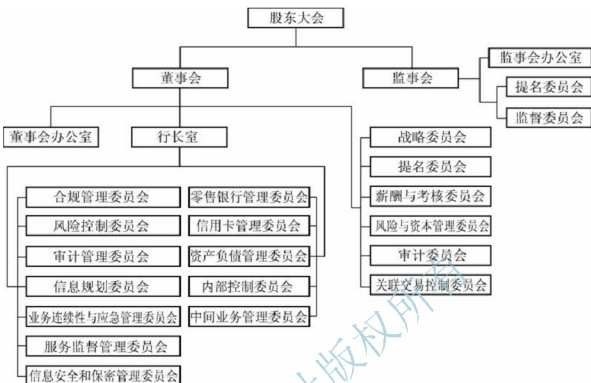 股东大会
董事会
监事会
监事会办公室
提名委员会
监督委员会
董事会办公室
行长室
战略委员会
提名委员会
薪酬与考核委员会
风险与资本管理委员会
审计委员会
关联交易控制委员会
合规管理委员会
风险控制委员会
审计管理委员会
信息规划委员会
业务连续性与应急管理委员会
服务监督管理委员会
信息安全和保密管理委员会
零售银行管理委员会
信用卡管理委员会
资产负债管理委员会
内部控制委员会
中间业务管理委员会
版权所有